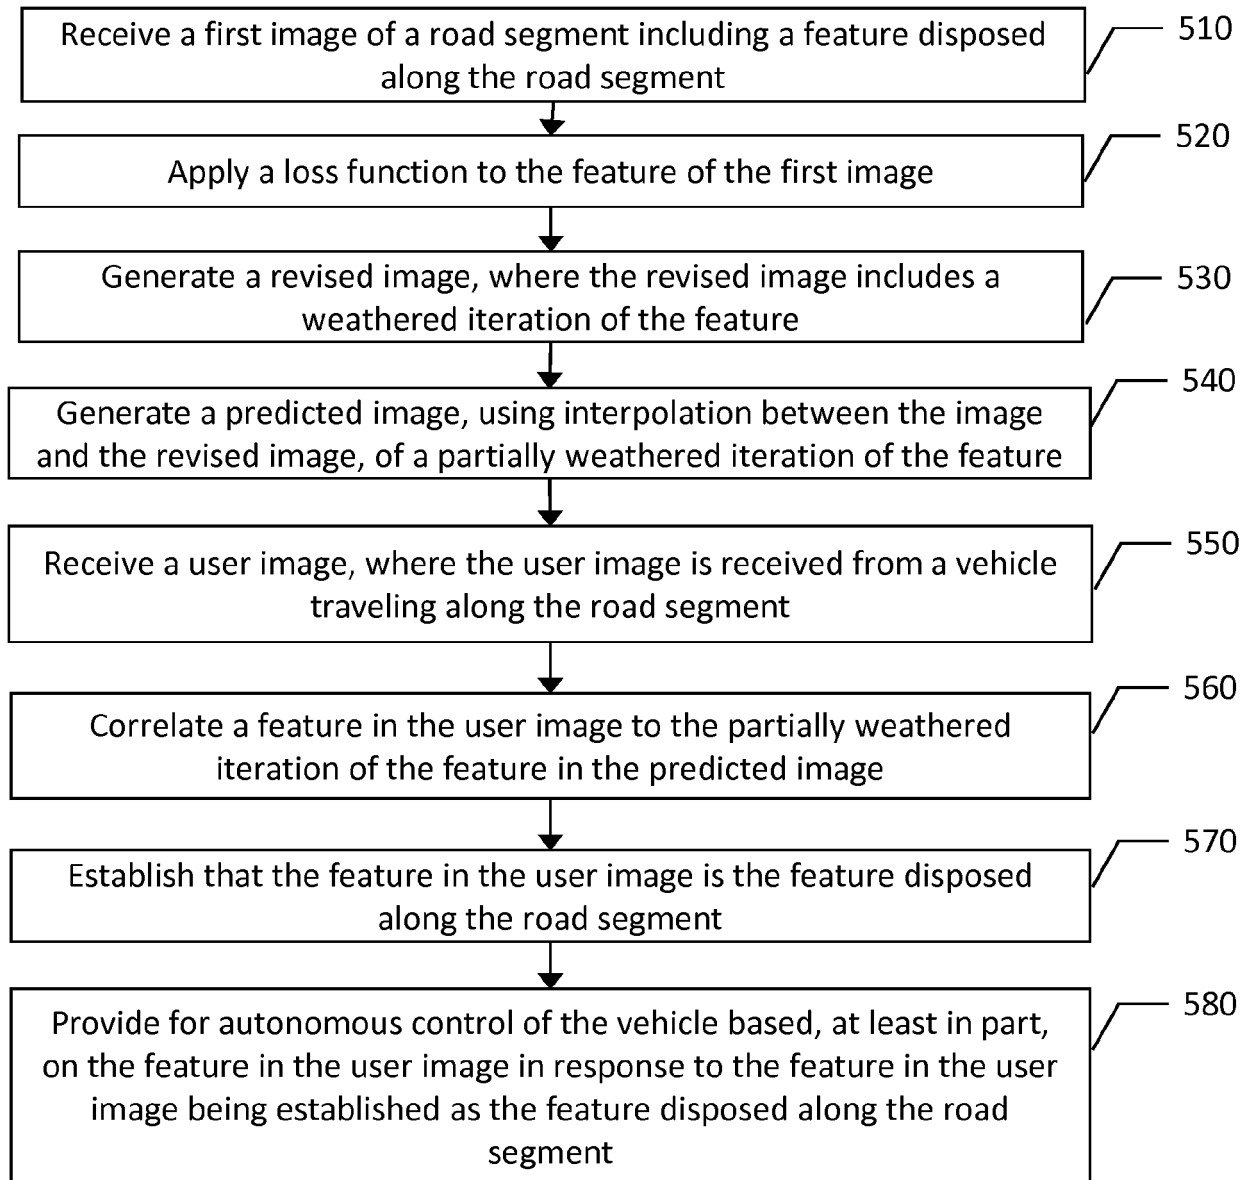 Receive a first image of a road segment including a feature disposed
along the road segment
510
Apply a loss function to the feature of the first image
520
Generate a revised image, where the revised image includes a
weathered iteration of the feature
530
Generate a predicted image, using interpolation between the image
and the revised image, of a partially weathered iteration of the feature
540
Receive a user image, where the user image is received from a vehicle
traveling along the road segment
550
Correlate a feature in the user image to the partially weathered
iteration of the feature in the predicted image
560
Establish that the feature in the user image is the feature disposed
along the road segment
570
Provide for autonomous control of the vehicle based, at least in part,
on the feature in the user image in response to the feature in the user
image being established as the feature disposed along the road
segment
580